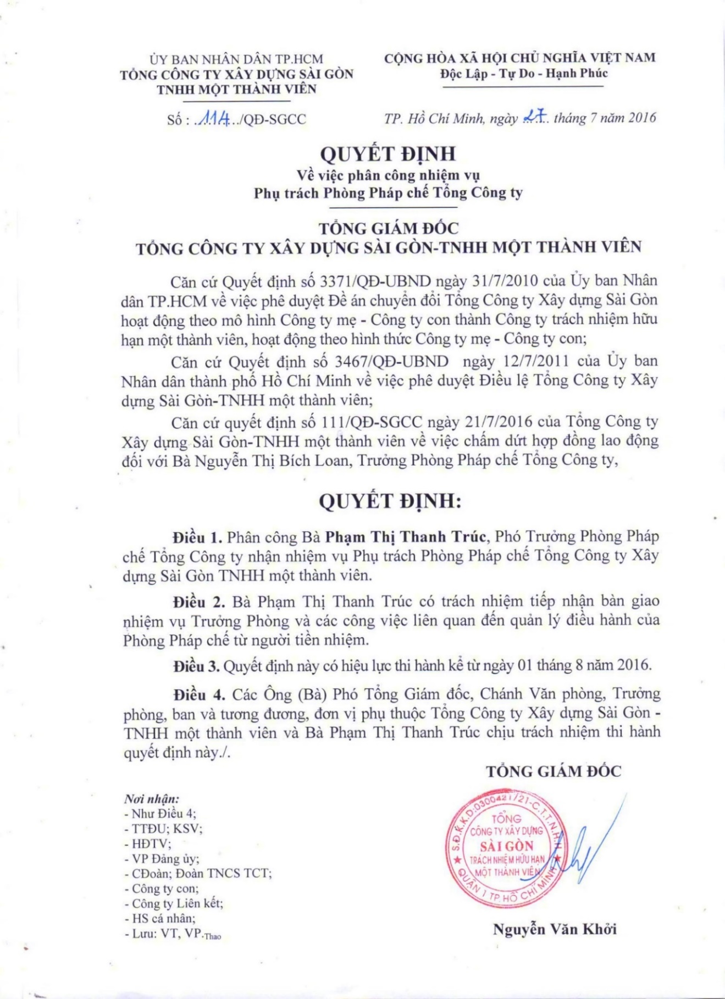 ỦY BAN NHÂN DÂN TP.HCM
TỔNG CÔNG TY XÂY DỰNG SÀI GÒN
TNHH MỘT THÀNH VIÊN
CỘNG HÒA XÃ HỘI CHỦ NGHĨA VIỆT NAM
Độc Lập - Tự Do - Hạnh Phúc
Số : ..114../QĐ-SGCC
TP. Hồ Chí Minh, ngày ..27.. tháng 7 năm 2016
QUYẾT ĐỊNH
Về việc phân công nhiệm vụ
Phụ trách Phòng Pháp chế Tổng Công ty
TỔNG GIÁM ĐỐC
TỔNG CÔNG TY XÂY DỰNG SÀI GÒN-TNHH MỘT THÀNH VIÊN
Căn cứ Quyết định số 3371/QĐ-UBND ngày 31/7/2010 của Ủy ban Nhân
dân TP.HCM về việc phê duyệt Đề án chuyển đổi Tổng Công ty Xây dựng Sài Gòn
hoạt động theo mô hình Công ty mẹ - Công ty con thành Công ty trách nhiệm hữu
hạn một thành viên, hoạt động theo hình thức Công ty mẹ - Công ty con;
Căn cứ Quyết định số 3467/QĐ-UBND ngày 12/7/2011 của Ủy ban
Nhân dân thành phố Hồ Chí Minh về việc phê duyệt Điều lệ Tổng Công ty Xây
dựng Sài Gòn-TNHH một thành viên;
Căn cứ quyết định số 111/QĐ-SGCC ngày 21/7/2016 của Tổng Công ty
Xây dựng Sài Gòn-TNHH một thành viên về việc chấm dứt hợp đồng lao động
đối với Bà Nguyễn Thị Bích Loan, Trưởng Phòng Pháp chế Tổng Công ty,
QUYẾT ĐỊNH:
Điều 1. Phân công Bà Phạm Thị Thanh Trúc, Phó Trưởng Phòng Pháp
chế Tổng Công ty nhận nhiệm vụ Phụ trách Phòng Pháp chế Tổng Công ty Xây
dựng Sài Gòn TNHH một thành viên.
Điều 2. Bà Phạm Thị Thanh Trúc có trách nhiệm tiếp nhận bàn giao
nhiệm vụ Trưởng Phòng và các công việc liên quan đến quản lý điều hành của
Phòng Pháp chế từ người tiền nhiệm.
Điều 3. Quyết định này có hiệu lực thi hành kể từ ngày 01 tháng 8 năm 2016.
Điều 4. Các Ông (Bà) Phó Tổng Giám đốc, Chánh Văn phòng, Trưởng
phòng, ban và tương đương, đơn vị phụ thuộc Tổng Công ty Xây dựng Sài Gòn -
TNHH một thành viên và Bà Phạm Thị Thanh Trúc chịu trách nhiệm thi hành
quyết định này./.
TỔNG GIÁM ĐỐC
Nơi nhận:
- Như Điều 4;
- TTĐU; KSV;
- HĐTV;
- VP Đảng ủy;
- CĐoàn; Đoàn TNCS TCT;
- Công ty con;
- Công ty Liên kết;
- HS cá nhân;
- Lưu: VT, VP.Thao
S.Đ.K.K.D:0300421721-C.T.T.N.H.H
TỔNG
CÔNG TY XÂY DỰNG
SÀI GÒN
TRÁCH NHIỆM HỮU HẠN
MỘT THÀNH VIÊN
QUẬN 1 TP. HỒ CHÍ MINH
Nguyễn Văn Khởi